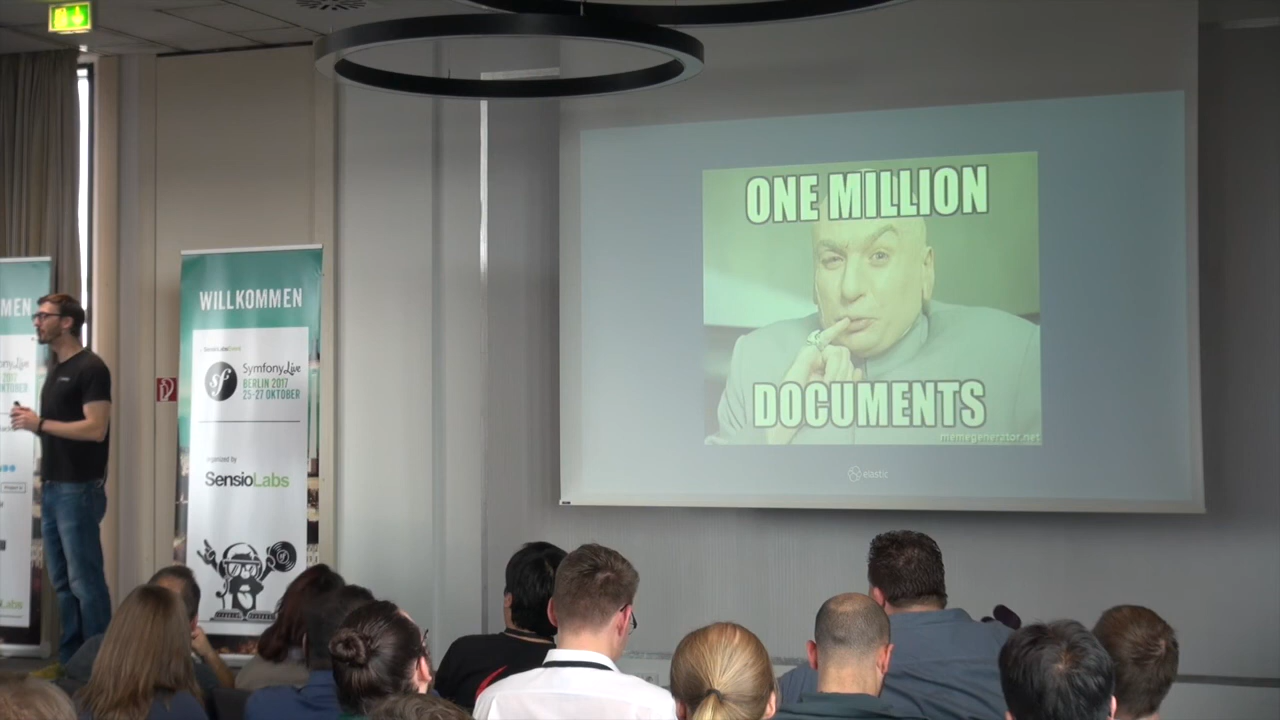 ONE MILLION
DOCUMENTS
memegenerator.net
elastic
WILLKOMMEN
SymfonyLive
BERLIN 2017
25-27 OKTOBER
organized by
SensioLabs
MEN